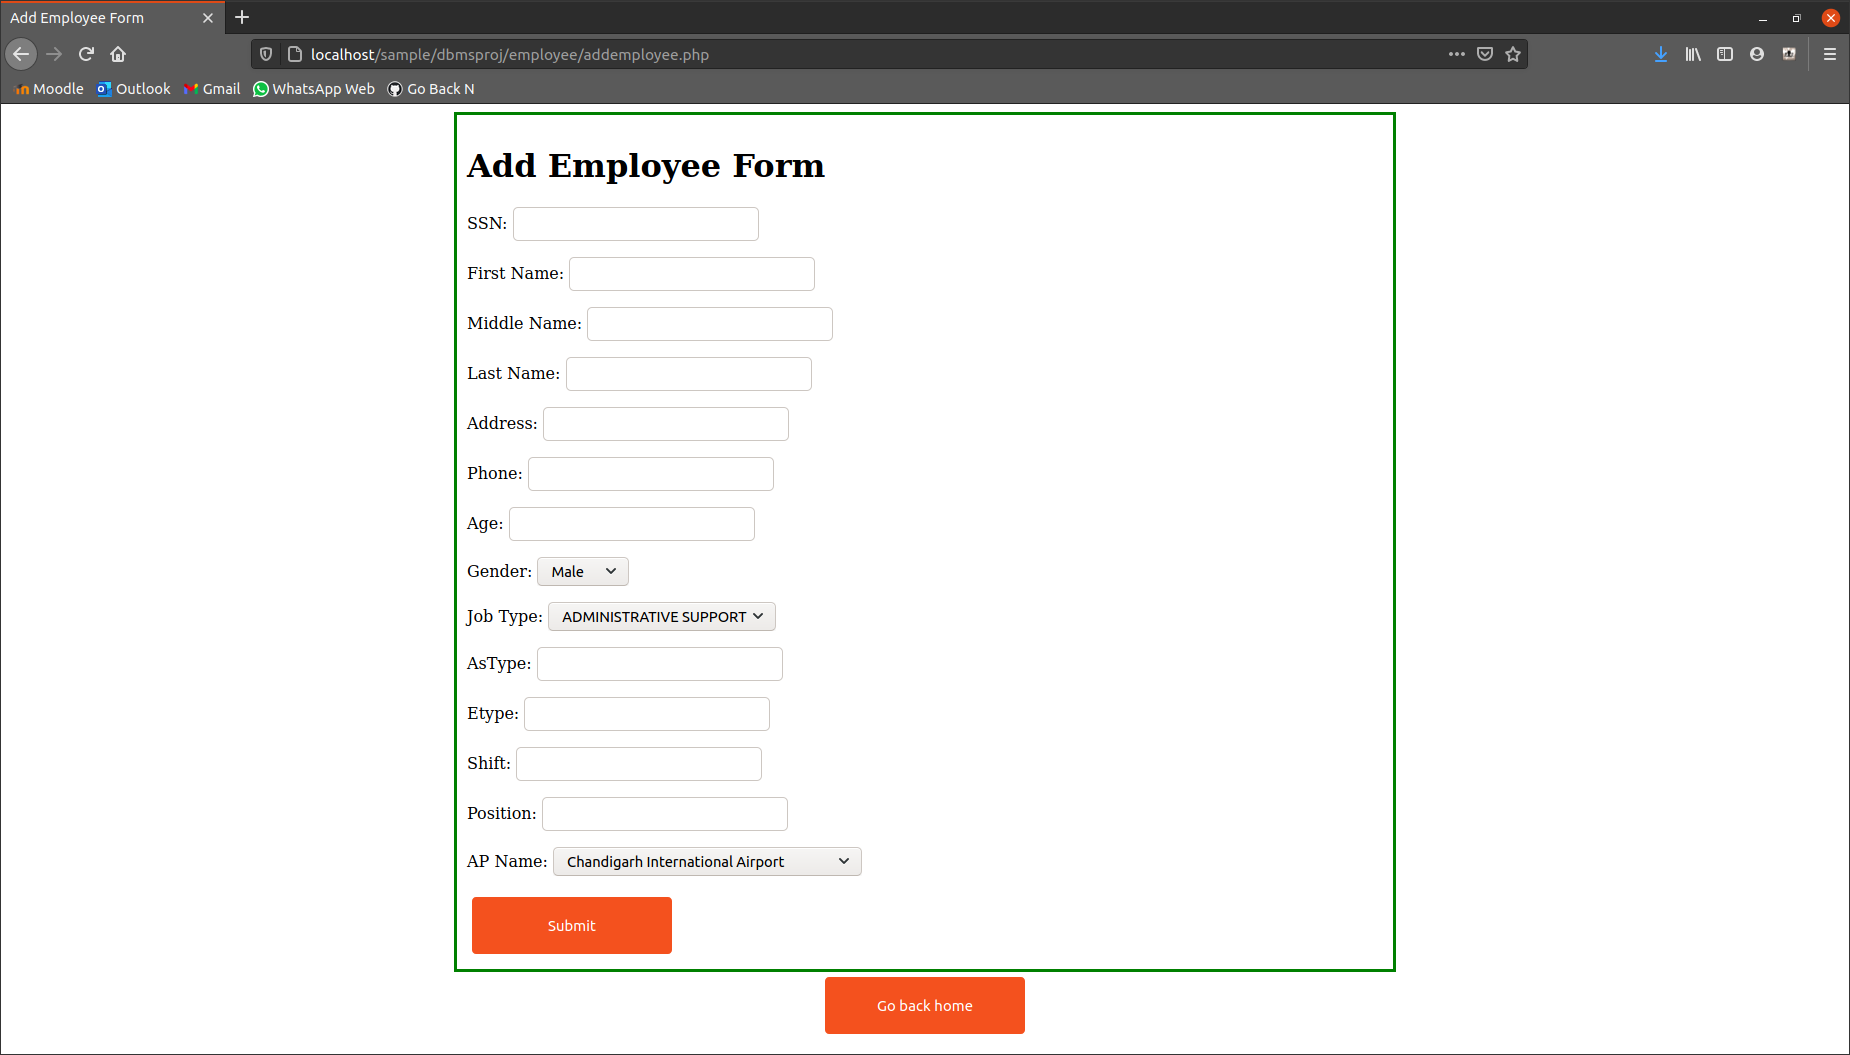 Add Employee Form
localhost/sample/dbmsproj/employee/addemployee.php
Moodle Outlook Gmail WhatsApp Web Go Back N
Add Employee Form
SSN:
First Name:
Middle Name:
Last Name:
Address:
Phone:
Age:
Gender: Male
Job Type: ADMINISTRATIVE SUPPORT
AsType:
Etype:
Shift:
Position:
AP Name: Chandigarh International Airport
Submit
Go back home